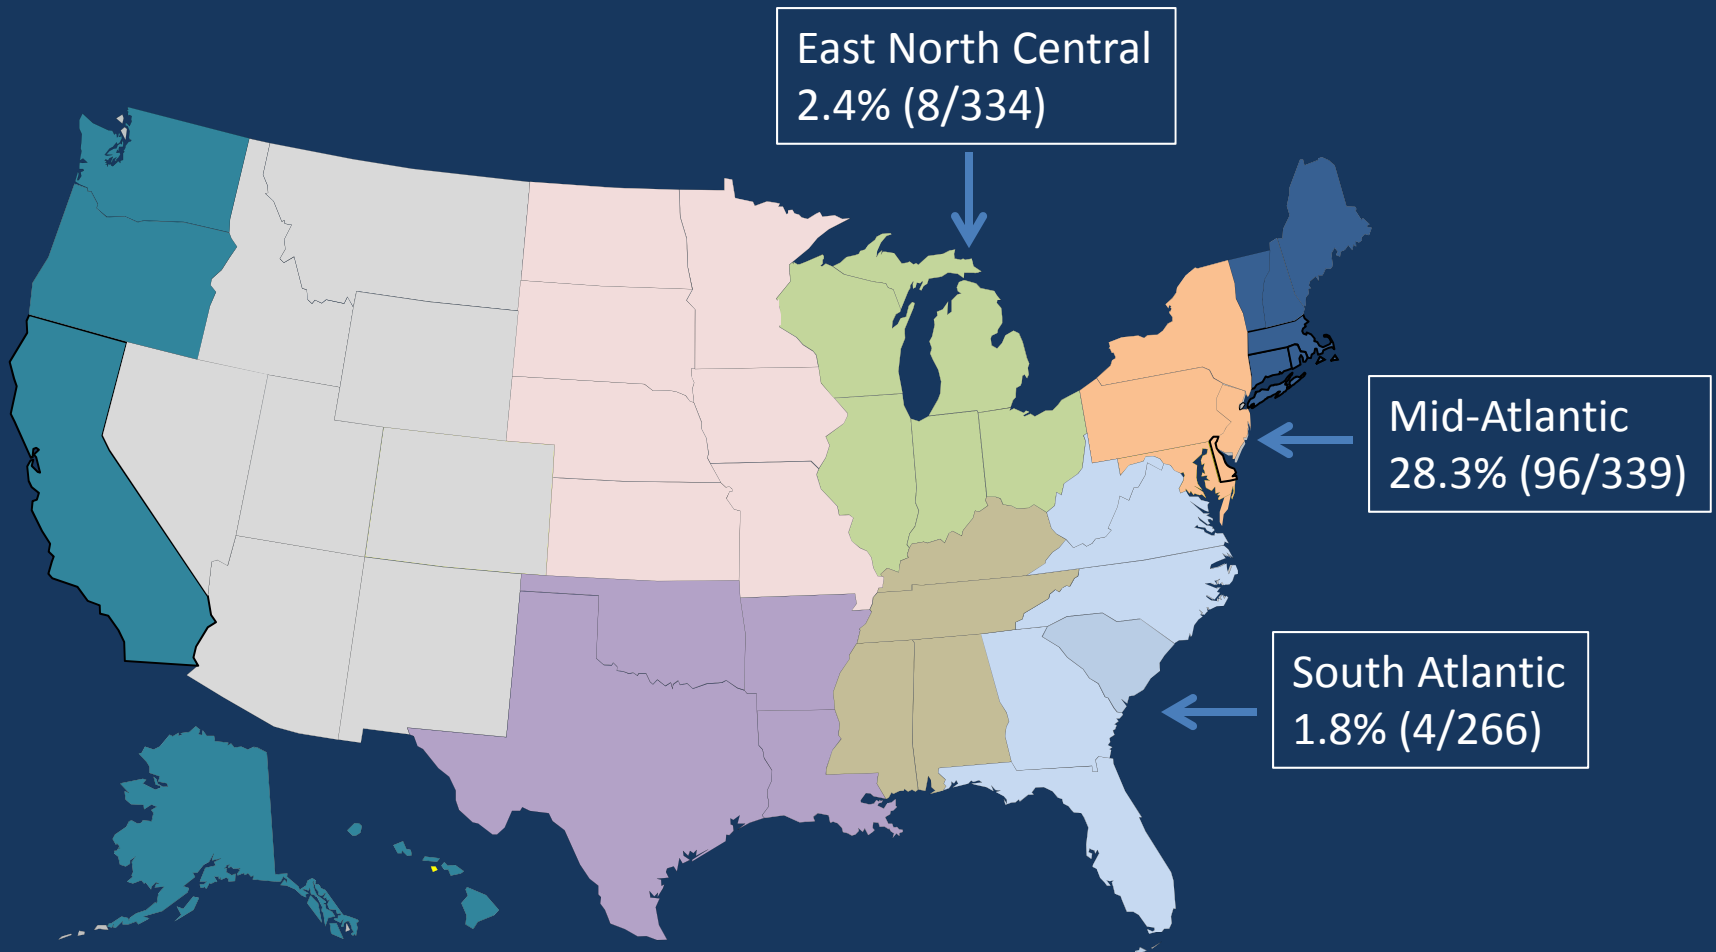 East North Central
2.4% (8/334)
Mid-Atlantic
28.3% (96/339)
South Atlantic
1.8% (4/266)